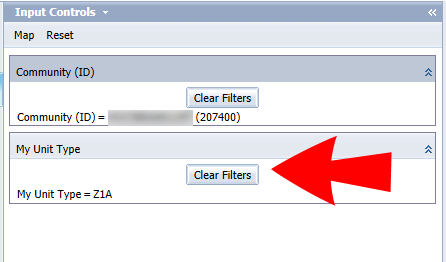 Input Controls
Map Reset
Community (ID)
Clear Filters
Community (ID) = (207400)
My Unit Type
Clear Filters
My Unit Type = Z1A